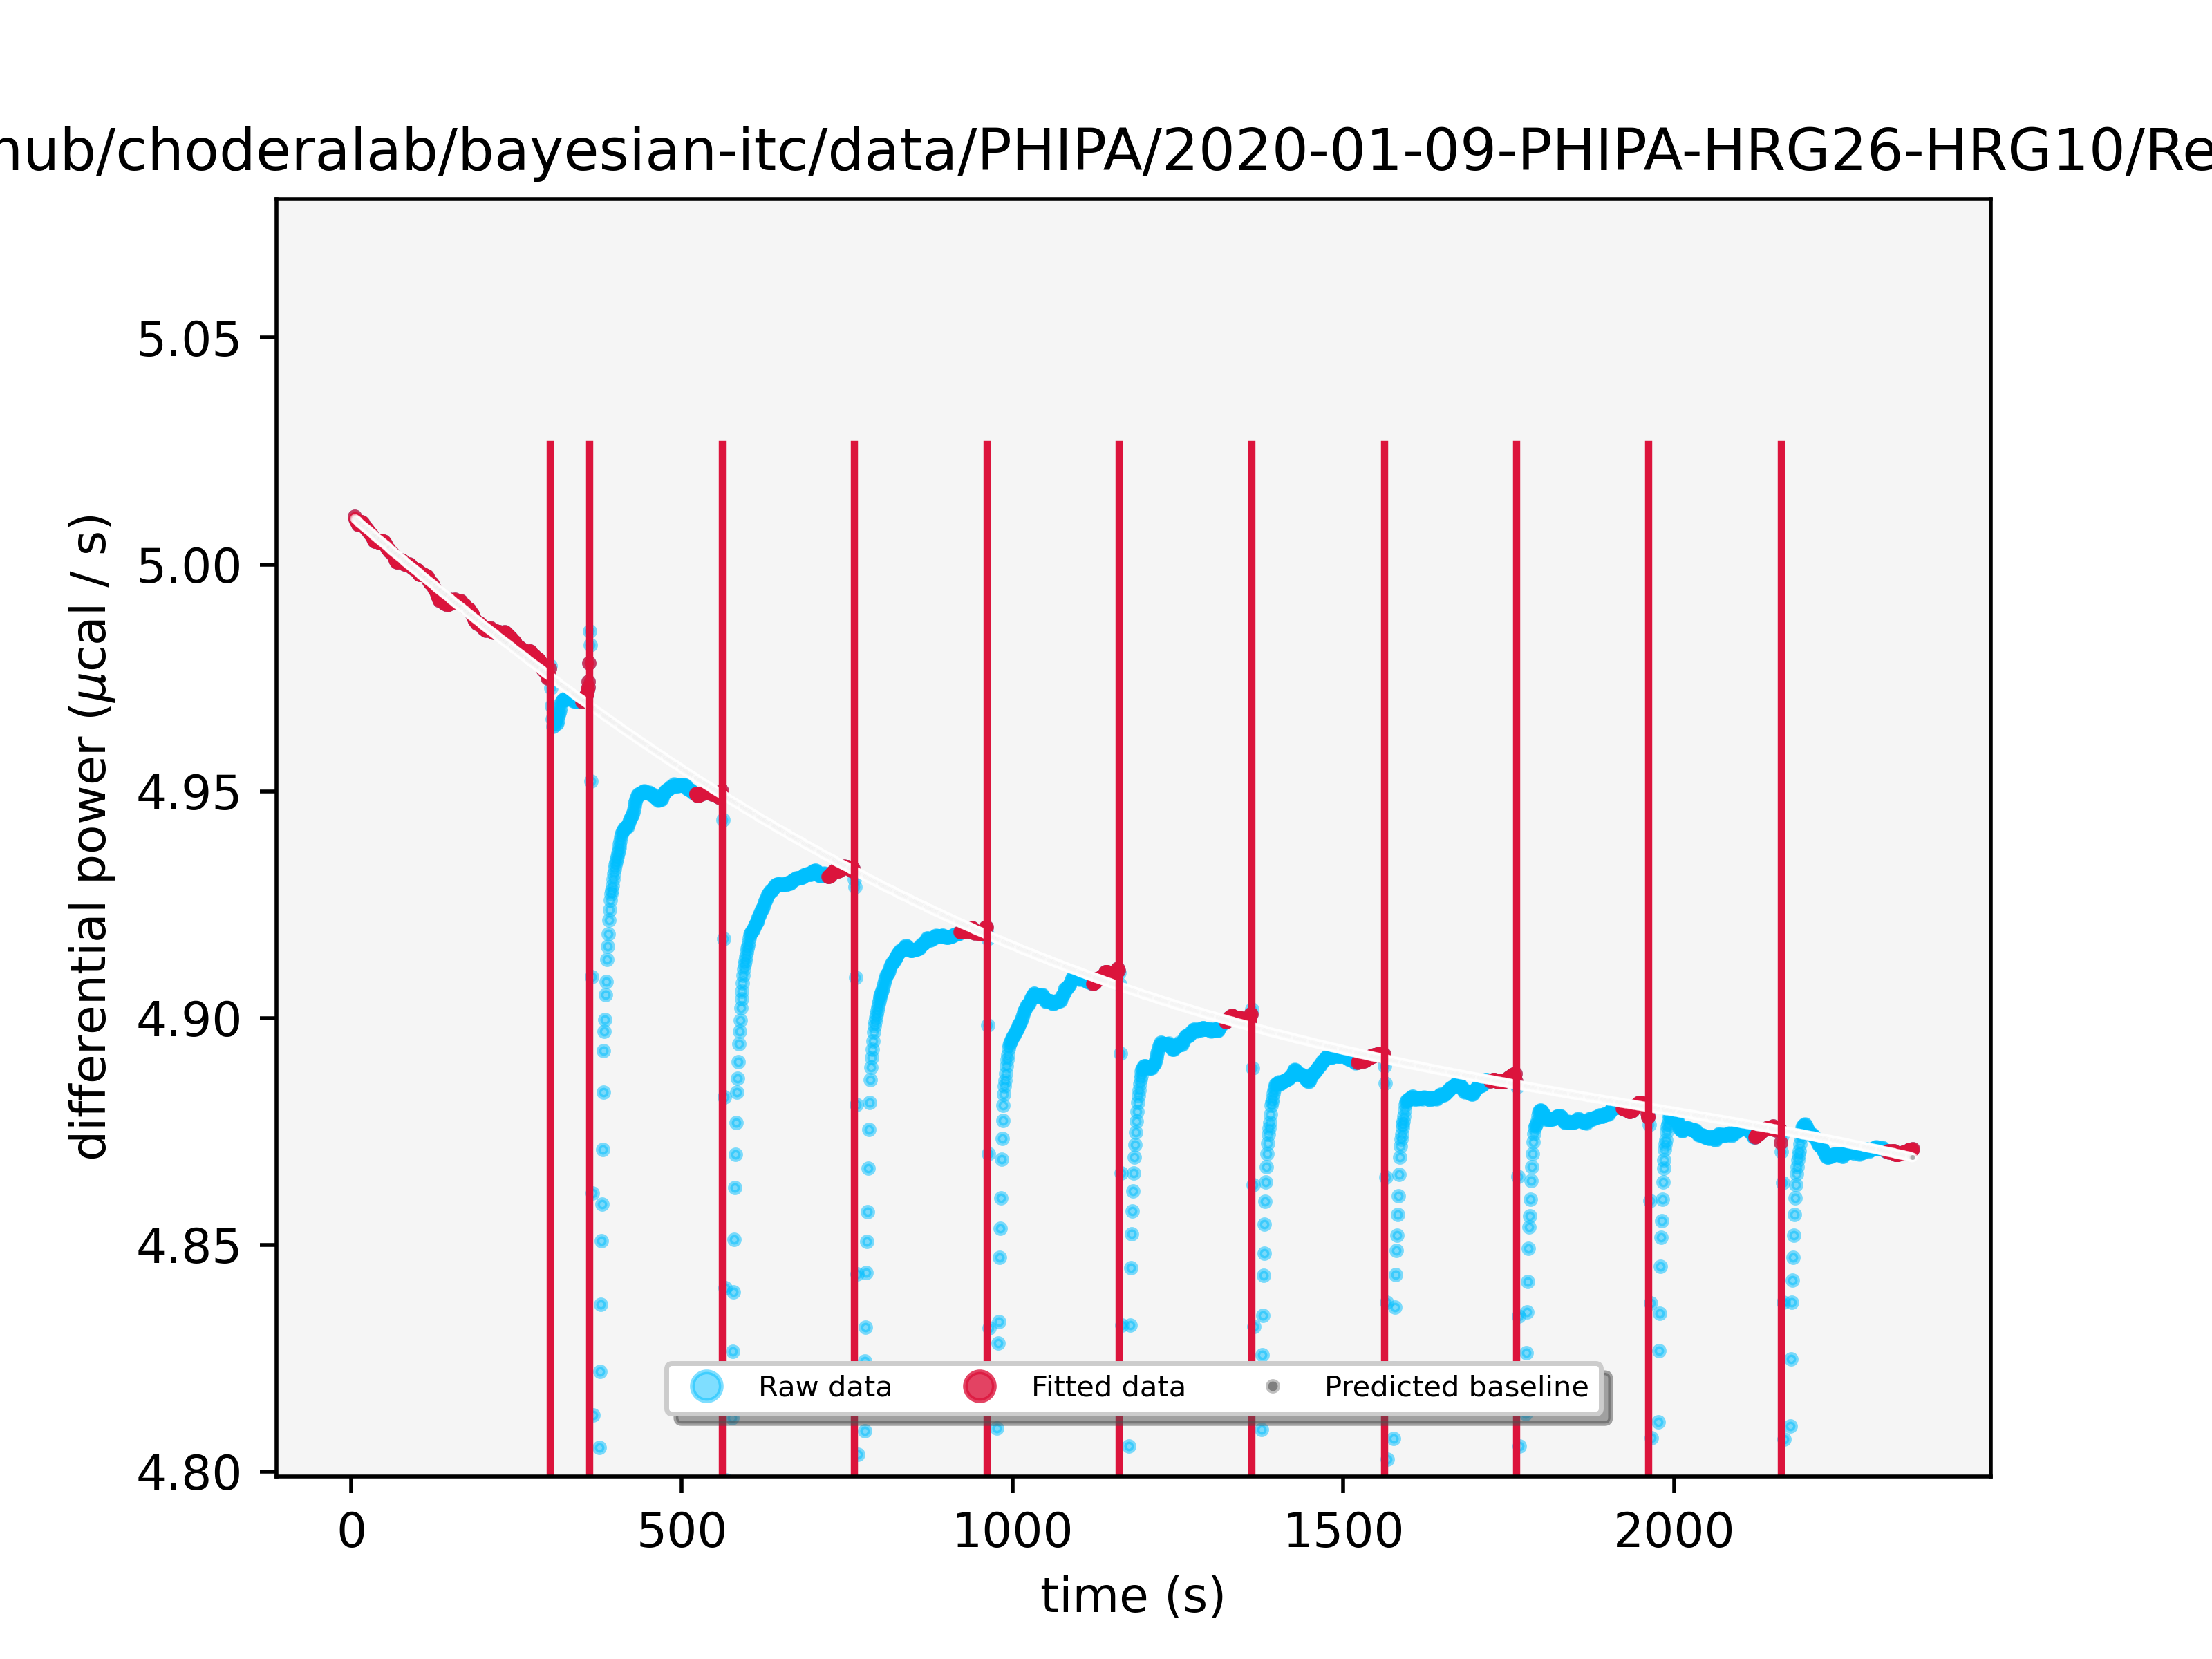 hub/choderalab/bayesian-itc/data/PHIPA/2020-01-09-PHIPA-HRG26-HRG10/Re
differential power (μcal / s)
5.05
5.00
4.95
4.90
4.85
4.80
Raw data Fitted data Predicted baseline
0 500 1000 1500 2000
time (s)